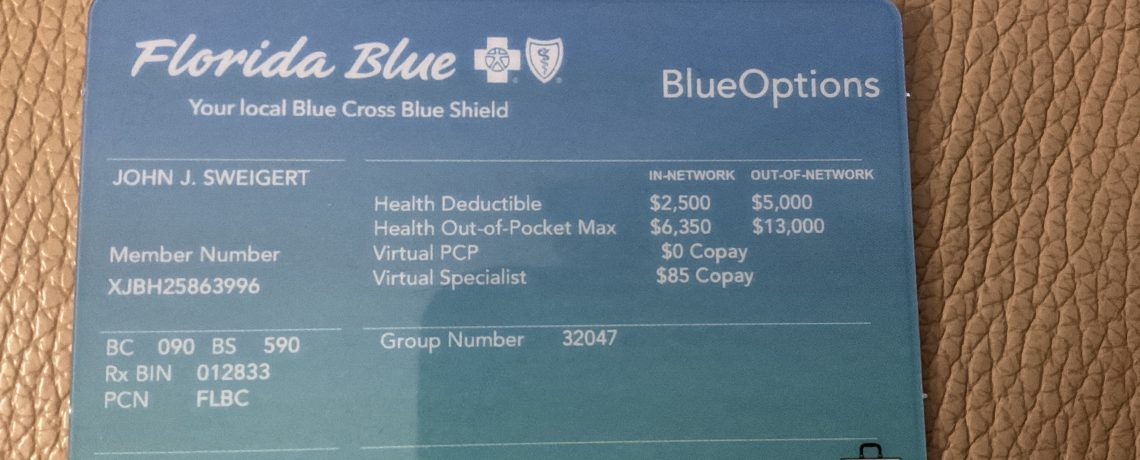 Florida Blue
BlueOptions
Your local Blue Cross Blue Shield
JOHN J. SWEIGERT
Member Number
XJBH25863996
IN-NETWORK OUT-OF-NETWORK
Health Deductible $2,500 $5,000
Health Out-of-Pocket Max $6,350 $13,000
Virtual PCP $0 Copay
Virtual Specialist $85 Copay
BC 090 BS 590
Rx BIN 012833
PCN FLBC
Group Number 32047